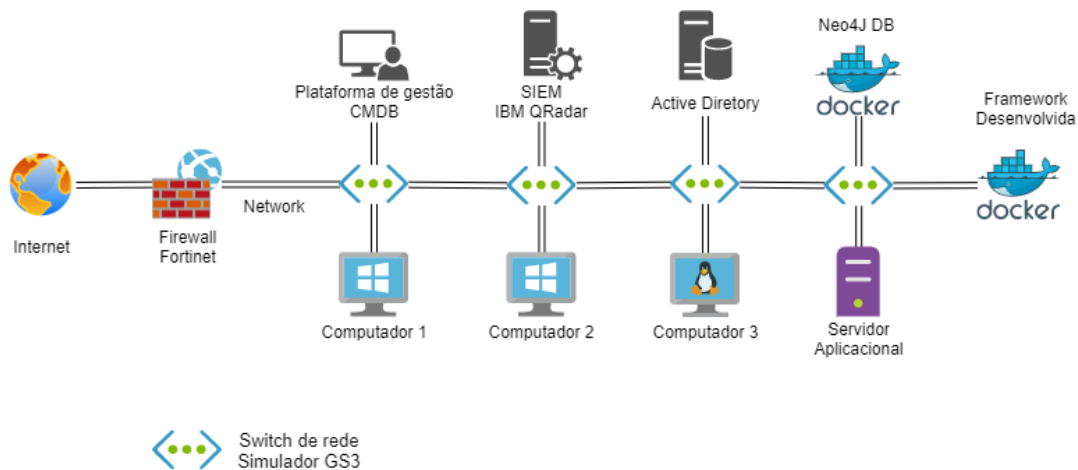 Neo4J DB
Plataforma de gestão
CMDB
SIEM
IBM QRadar
Active Diretory
docker
Framework
Desenvolvida
docker
Internet
Firewall
Fortinet
Network
Computador 1
Computador 2
Computador 3
Servidor
Aplicacional
Switch de rede
Simulador GS3